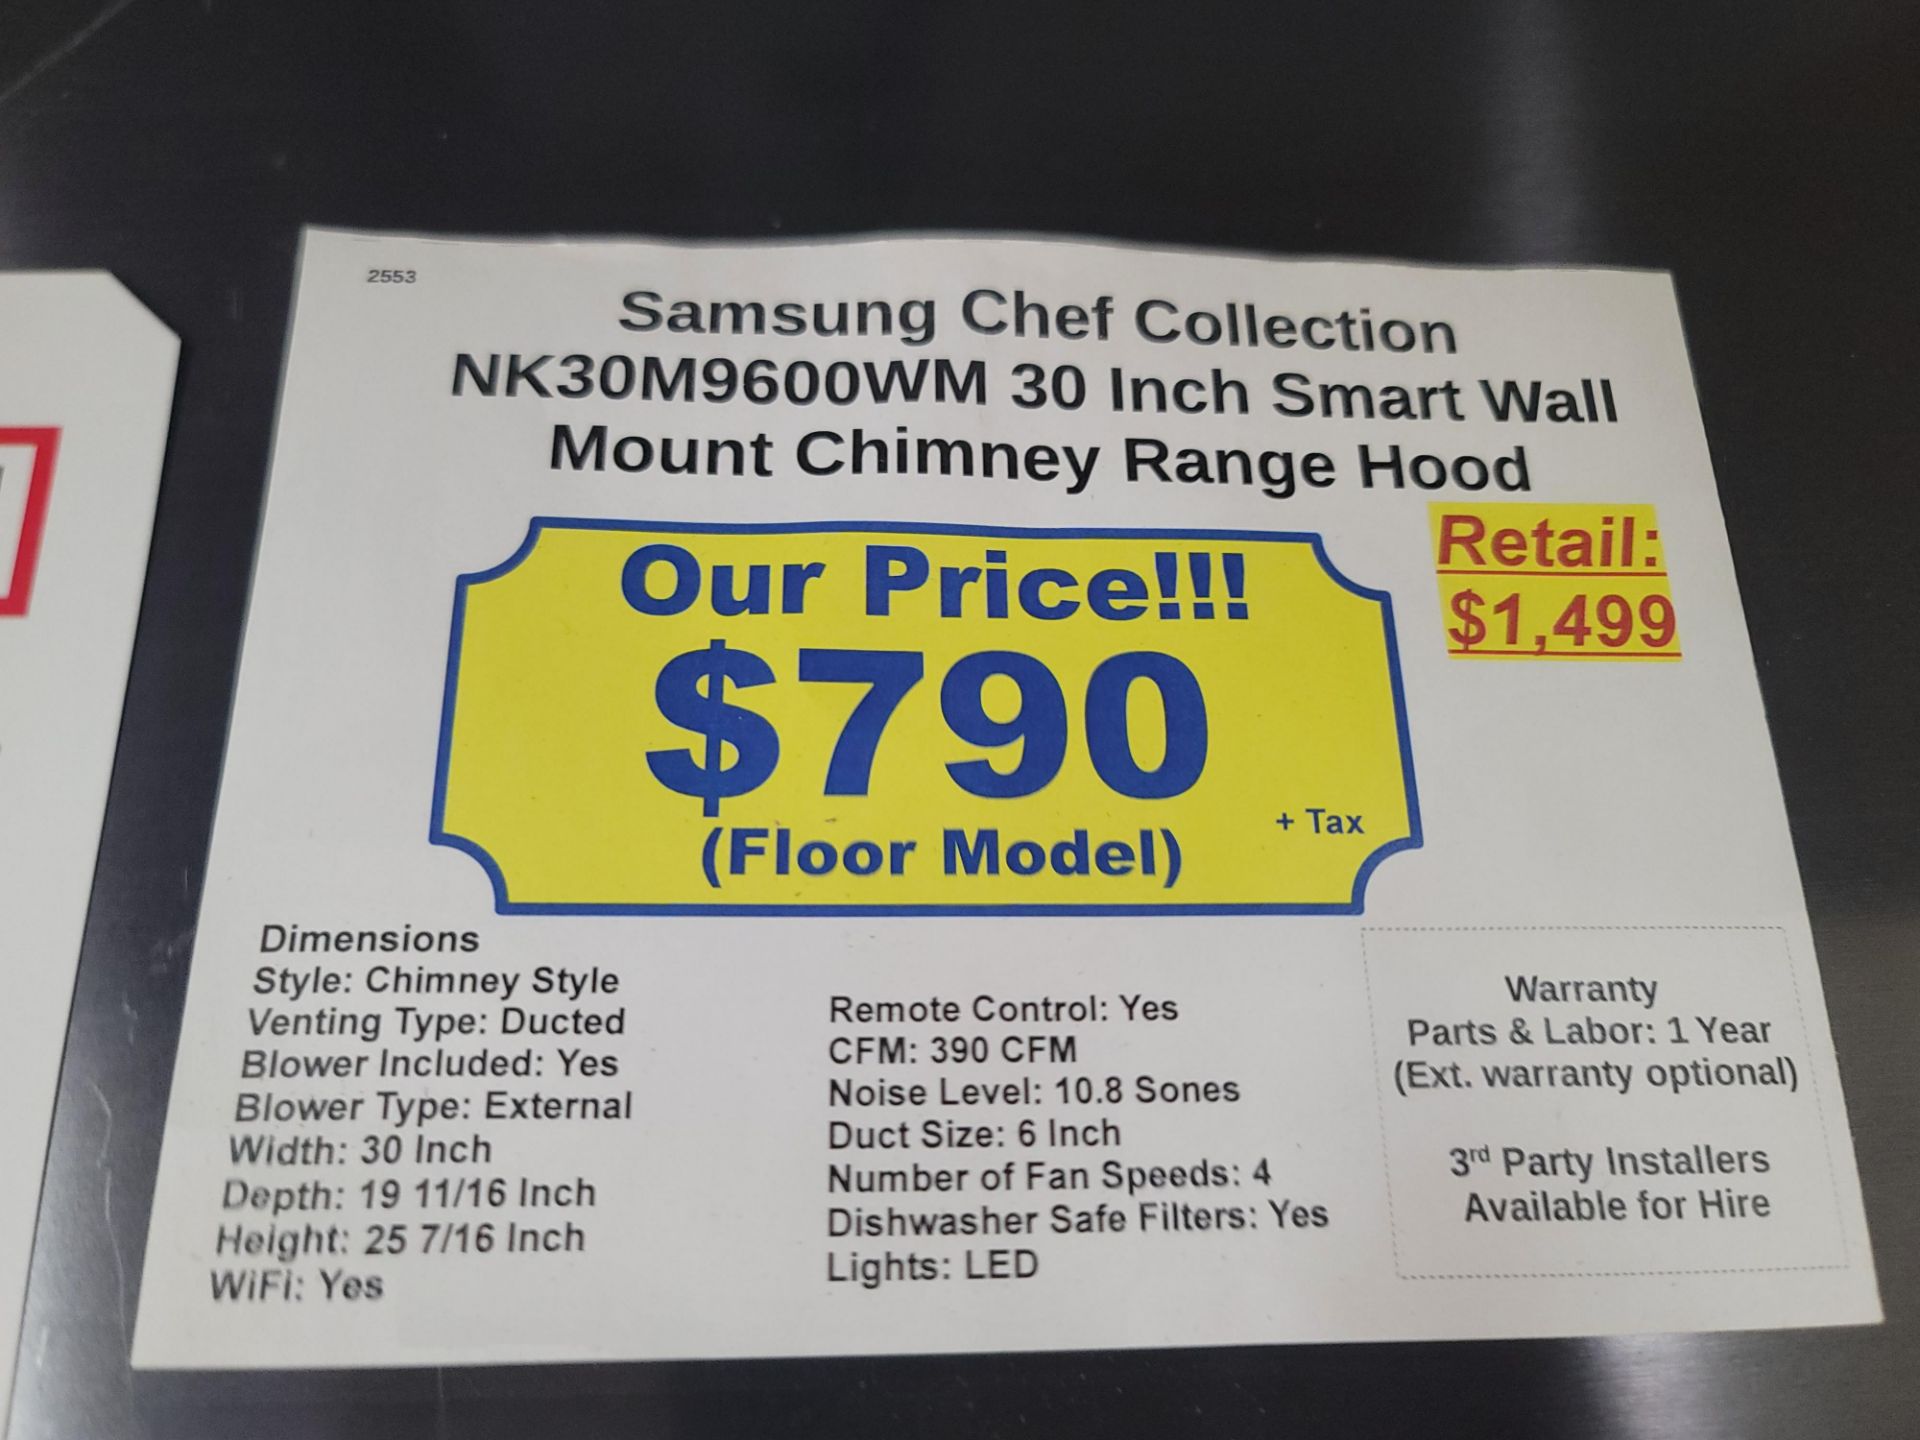 2553
Samsung Chef Collection
NK30M9600WM 30 Inch Smart Wall
Mount Chimney Range Hood
Retail:
$1,499
Our Price!!!
$790
+ Tax
(Floor Model)
Dimensions
Style: Chimney Style
Venting Type: Ducted
Blower Included: Yes
Blower Type: External
Width: 30 Inch
Depth: 19 11/16 Inch
Height: 25 7/16 Inch
WiFi: Yes
Remote Control: Yes
CFM: 390 CFM
Noise Level: 10.8 Sones
Duct Size: 6 Inch
Number of Fan Speeds: 4
Dishwasher Safe Filters: Yes
Lights: LED
Warranty
Parts & Labor: 1 Year
(Ext. warranty optional)
3rd Party Installers
Available for Hire